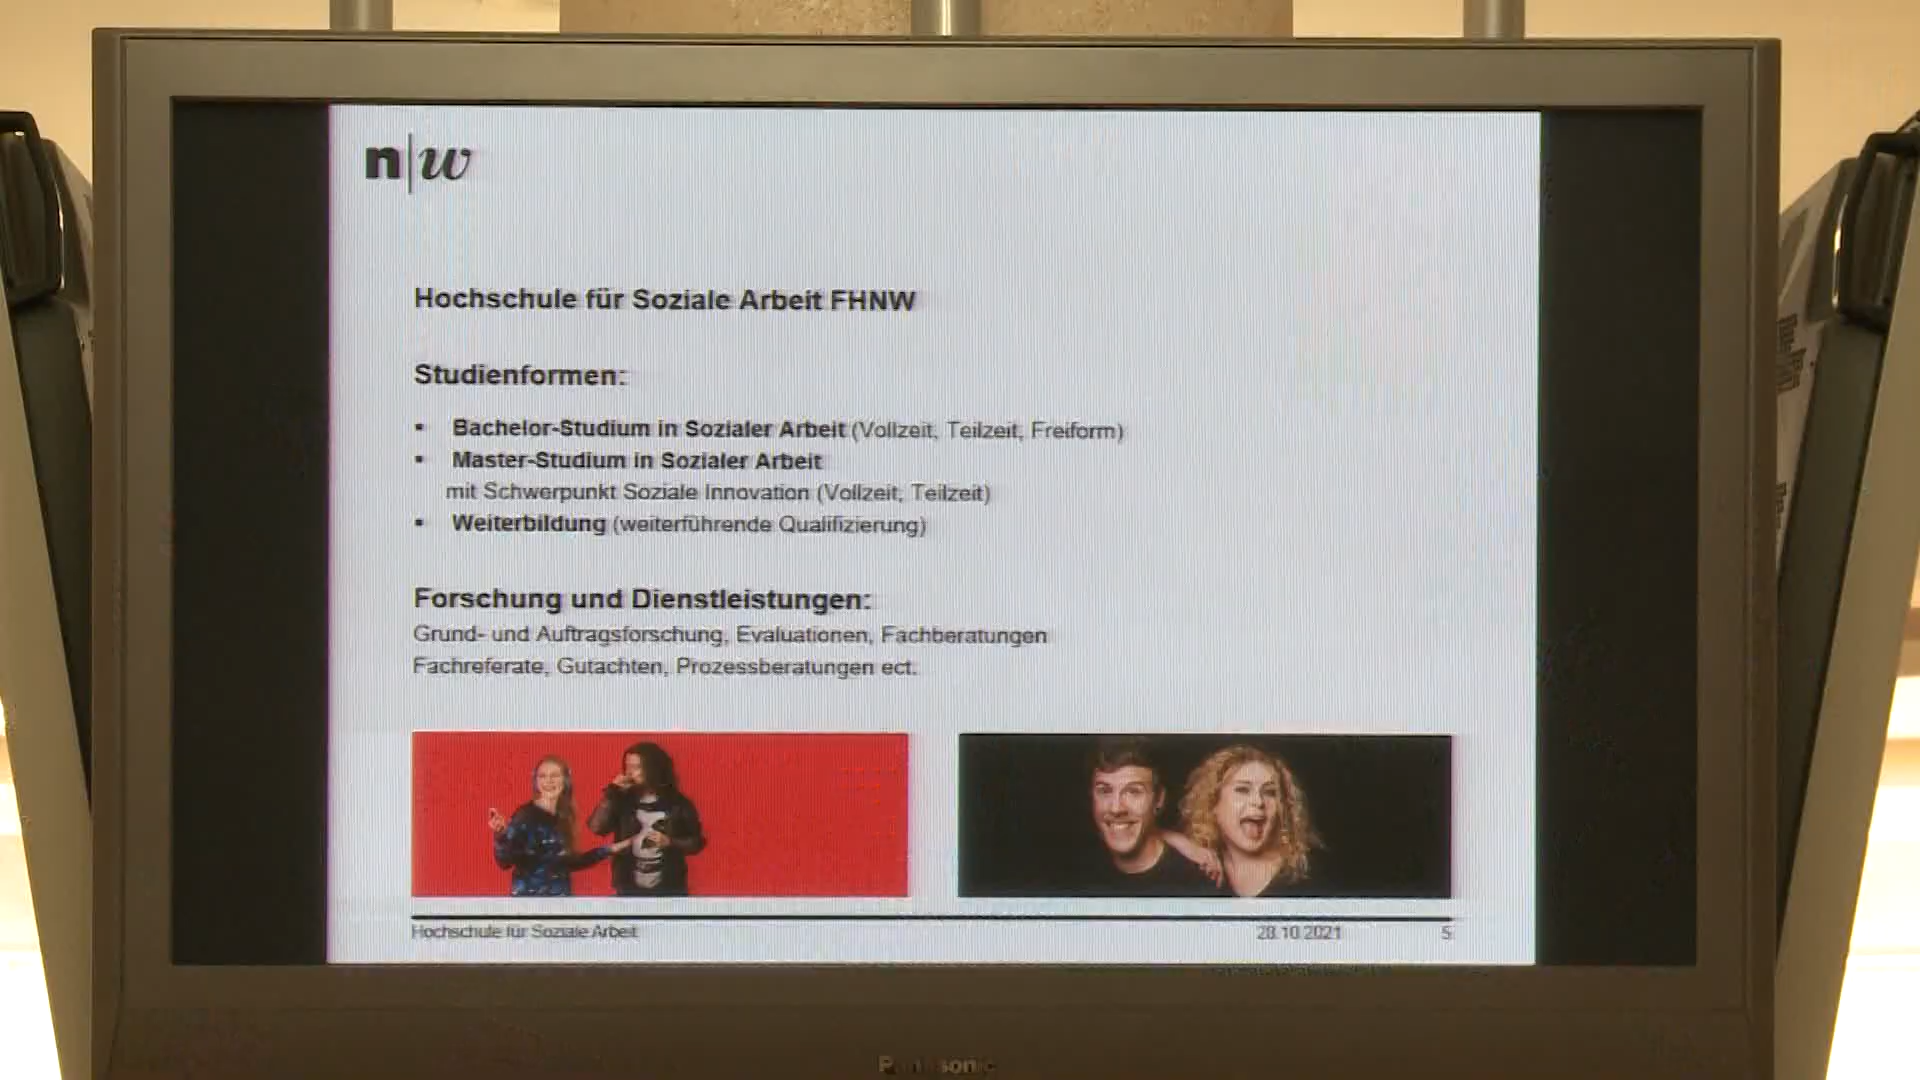 n|w
Hochschule für Soziale Arbeit FHNW
Studienformen:
▪ Bachelor-Studium in Sozialer Arbeit (Vollzeit, Teilzeit, Freiform)
▪ Master-Studium in Sozialer Arbeit
mit Schwerpunkt Soziale Innovation (Vollzeit, Teilzeit)
▪ Weiterbildung (weiterführende Qualifizierung)
Forschung und Dienstleistungen:
Grund- und Auftragsforschung, Evaluationen, Fachberatungen
Fachreferate, Gutachten, Prozessberatungen ect.
Hochschule für Soziale Arbeit 28.10.2021 5
Panasonic